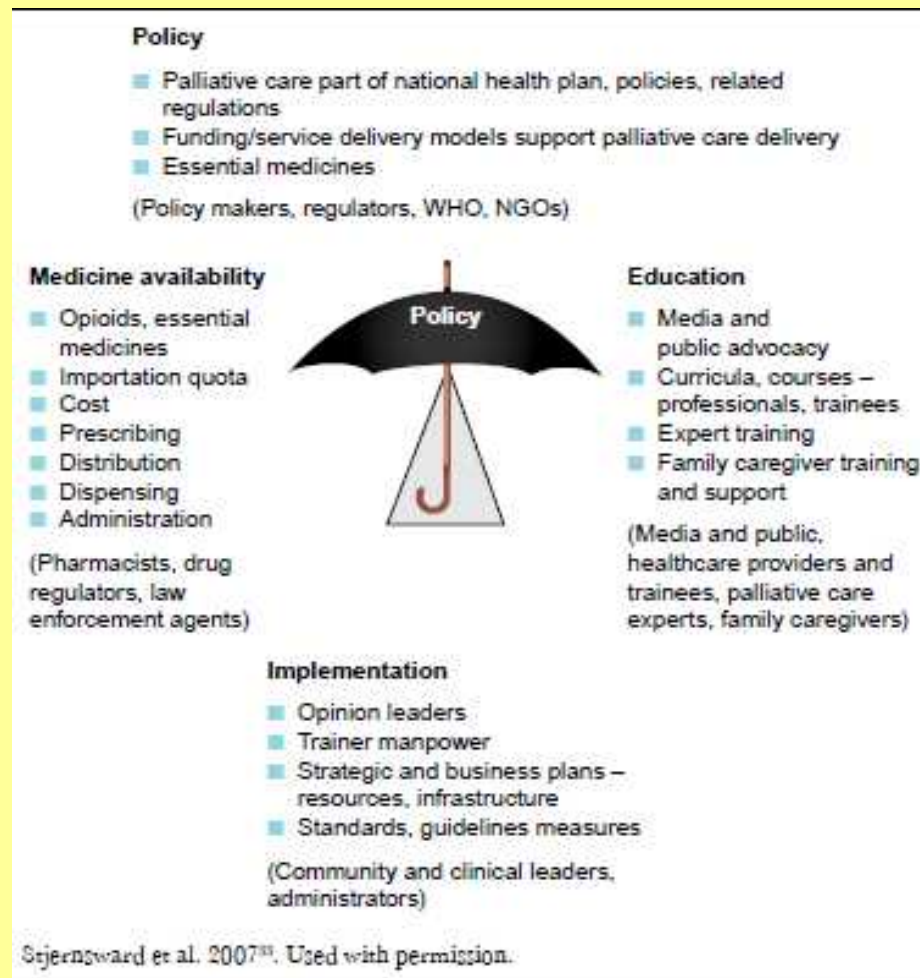 Policy
■ Palliative care part of national health plan, policies, related
regulations
■ Funding/service delivery models support palliative care delivery
■ Essential medicines
(Policy makers, regulators, WHO, NGOs)
Medicine availability
■ Opioids, essential
medicines
■ Importation quota
■ Cost
■ Prescribing
■ Distribution
■ Dispensing
■ Administration
(Pharmacists, drug
regulators, law
enforcement agents)
Policy
Education
■ Media and
public advocacy
■ Curricula, courses –
professionals, trainees
■ Expert training
■ Family caregiver training
and support
(Media and public,
healthcare providers and
trainees, palliative care
experts, family caregivers)
Implementation
■ Opinion leaders
■ Trainer manpower
■ Strategic and business plans –
resources, infrastructure
■ Standards, guidelines measures
(Community and clinical leaders,
administrators)
Stjernsward et al. 2007. Used with permission.